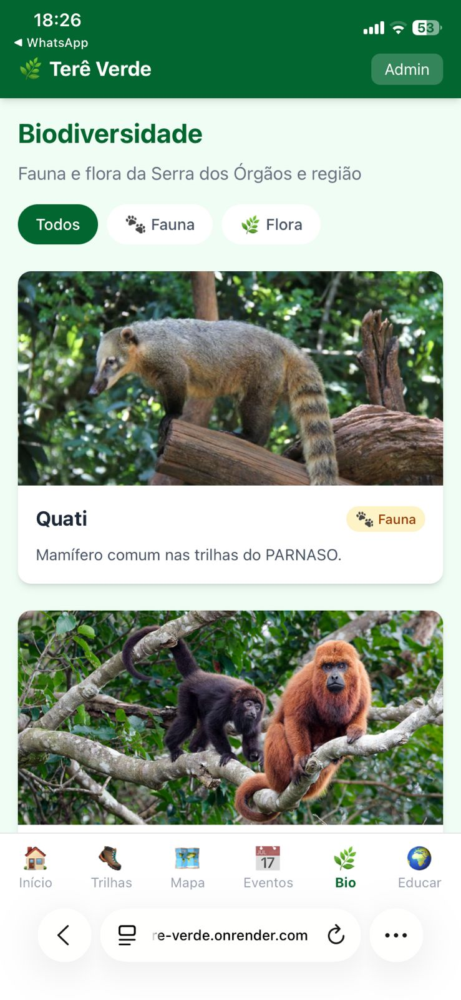 18:26
53
◀ WhatsApp
Terê Verde
Admin
Biodiversidade
Fauna e flora da Serra dos Órgãos e região
Todos
Fauna
Flora
Quati
Fauna
Mamífero comum nas trilhas do PARNASO.
JUL
17
Início
Trilhas
Mapa
Eventos
Bio
Educar
re-verde.onrender.com